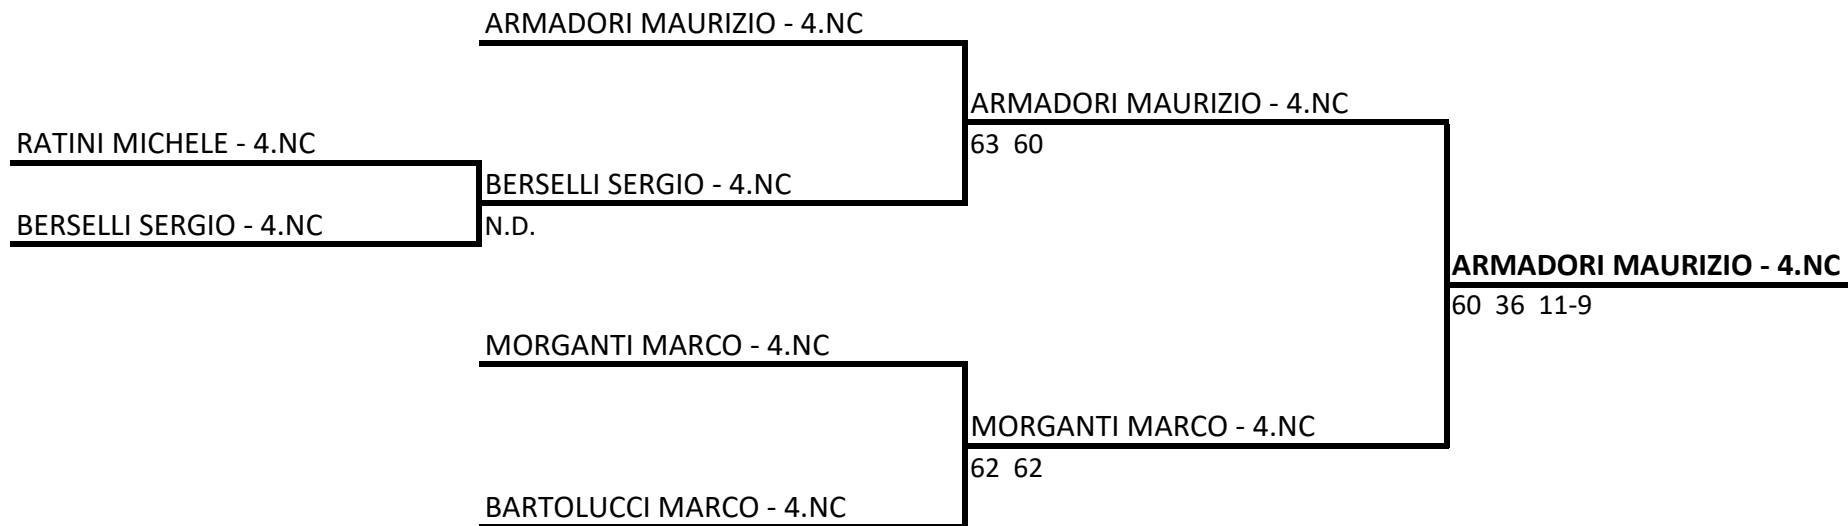 ARMADORI MAURIZIO - 4.NC
ARMADORI MAURIZIO - 4.NC
RATINI MICHELE - 4.NC
63 60
BERSELLI SERGIO - 4.NC
BERSELLI SERGIO - 4.NC
N.D.
ARMADORI MAURIZIO - 4.NC
60 36 11-9
MORGANTI MARCO - 4.NC
MORGANTI MARCO - 4.NC
62 62
BARTOLUCCI MARCO - 4.NC